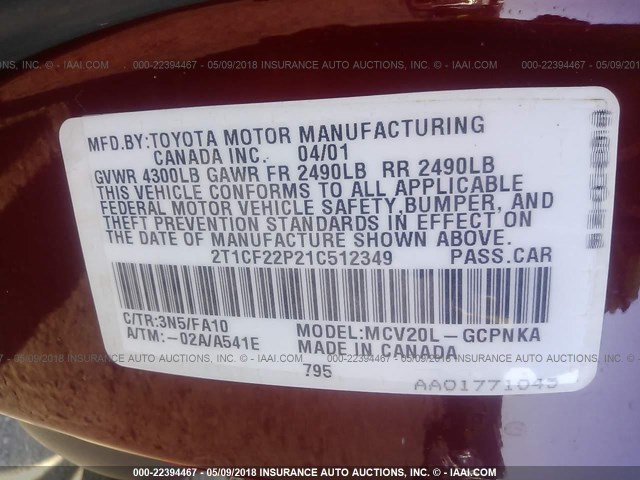 000-22394467 - 05/09/2018 INSURANCE AUTO AUCTIONS, INC. - © IAAI.COM
MFD.BY:TOYOTA MOTOR MANUFACTURING
CANADA INC. 04/01
GVWR 4300LB GAWR FR 2490LB RR 2490LB
THIS VEHICLE CONFORMS TO ALL APPLICABLE
FEDERAL MOTOR VEHICLE SAFETY,BUMPER, AND
THEFT PREVENTION STANDARDS IN EFFECT ON
THE DATE OF MANUFACTURE SHOWN ABOVE.
2T1CF22P21C512349 PASS.CAR
C/TR:3N5/FA10 MODEL:MCV20L-GCPNKA
A/TM:-02A/A541E MADE IN CANADA
795
AA01771049
000-22394467 - 05/09/2018 INSURANCE AUTO AUCTIONS, INC. - © IAAI.COM